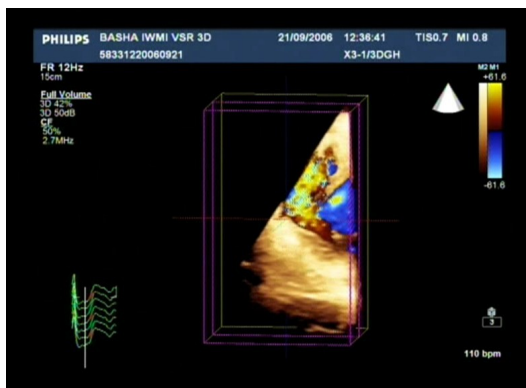 PHILIPS BASHA IWMI VSR 3D 21/09/2006 12:36:41 TIS0.7 MI 0.8
58331220060921 X3-1/3DGH
FR 12Hz
15cm
M2 M1
+61.6
Full Volume
3D 42%
3D 50dB
CF
50%
2.7MHz
-61.6
3
110 bpm